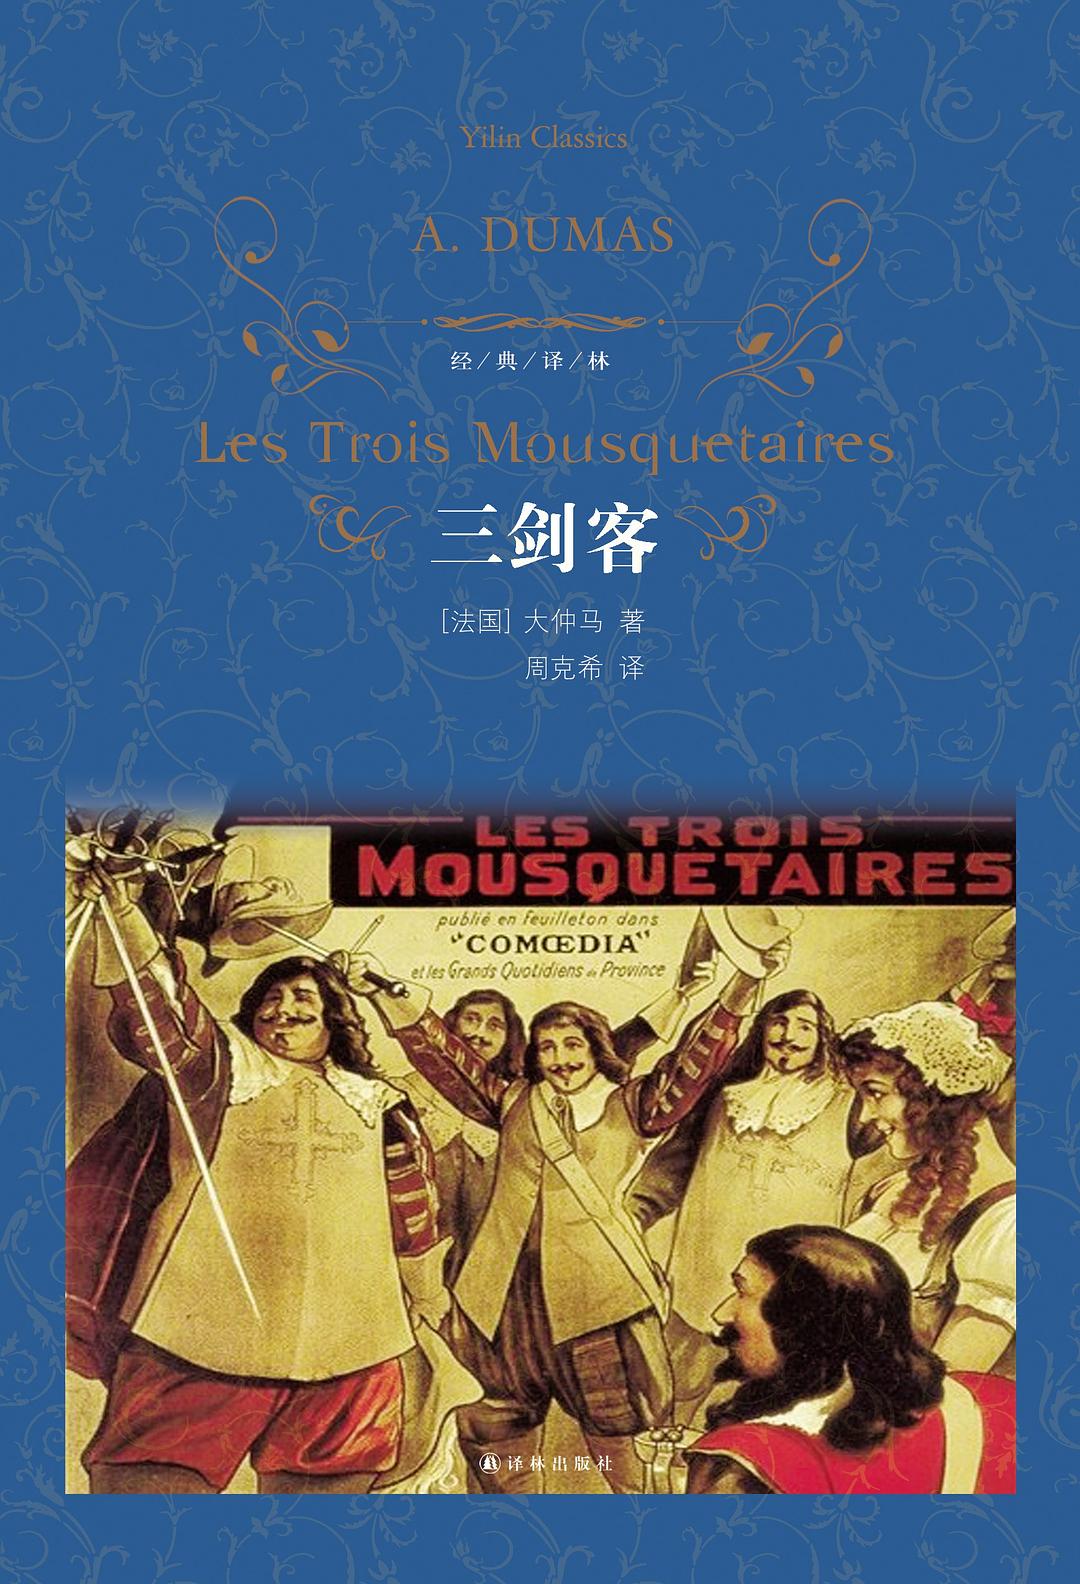 Yilin Classics
A. DUMAS
经/典/译/林
Les Trois Mousquetaires
三剑客
[法国] 大仲马 著
周克希 译
LES TROIS
MOUSQUETAIRES
publié en feuilleton dans
"COMŒDIA"
et les Grands Quotidiens de Province
译林出版社